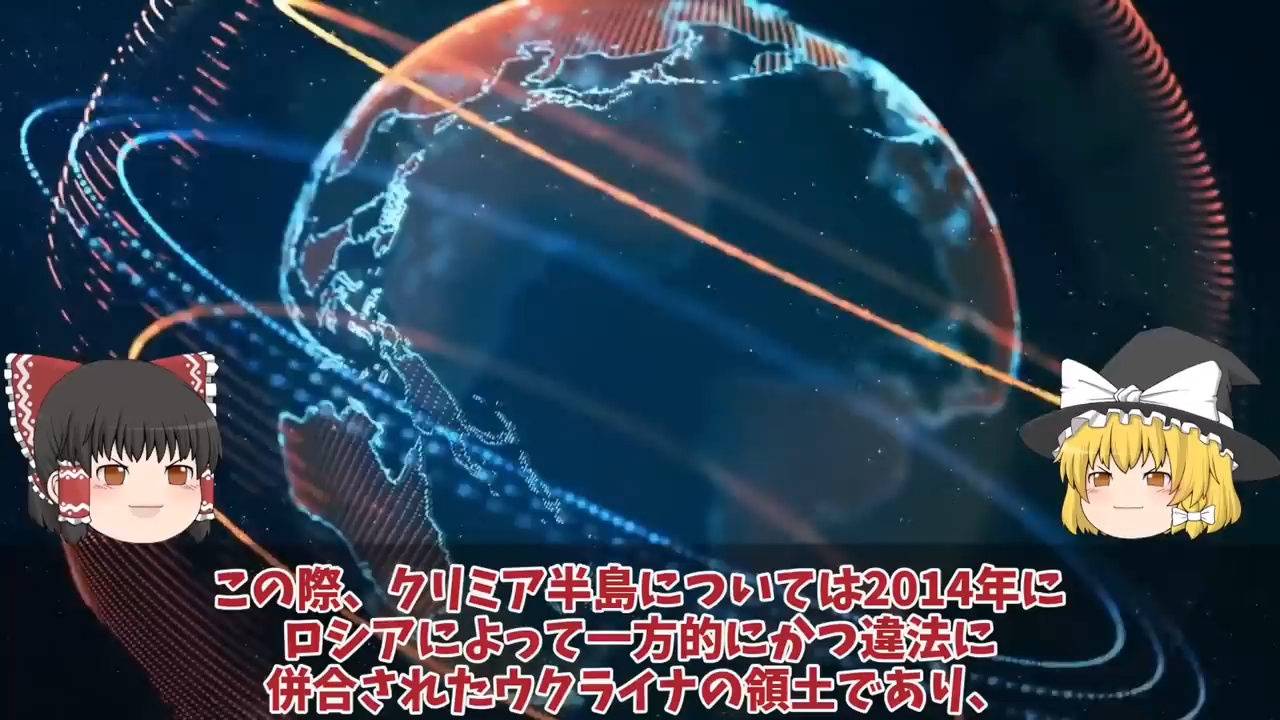 この際、クリミア半島については2014年に
ロシアによって一方的にかつ違法に
併合されたウクライナの領土であり、